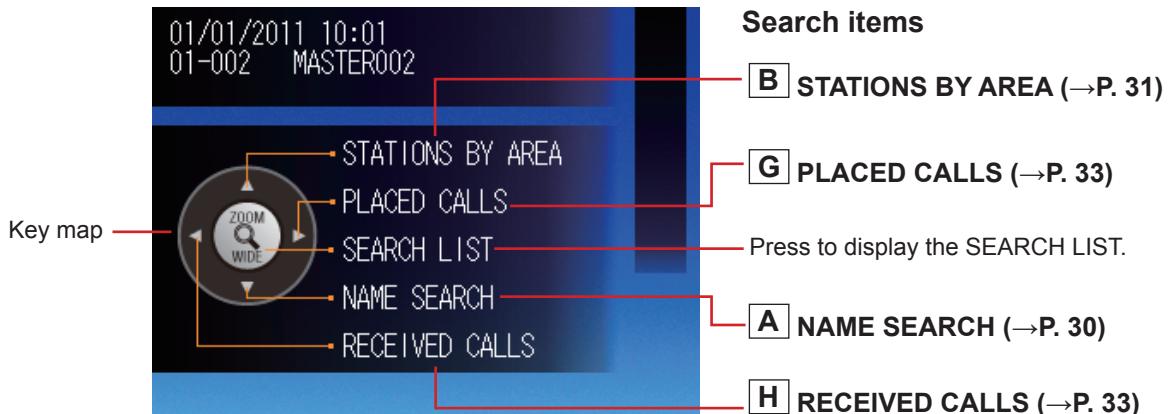 Search items
01/01/2011 10:01
01-002 MASTER002
B STATIONS BY AREA (→P. 31)
STATIONS BY AREA
G PLACED CALLS (→P. 33)
PLACED CALLS
ZOOM
WIDE
Key map
SEARCH LIST
Press to display the SEARCH LIST.
NAME SEARCH
A NAME SEARCH (→P. 30)
RECEIVED CALLS
H RECEIVED CALLS (→P. 33)